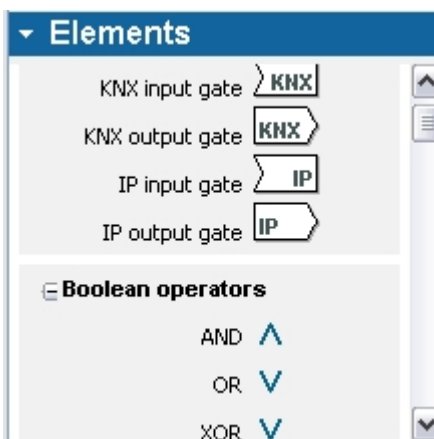 Elements
KNX input gate KNX
KNX output gate KNX
IP input gate IP
IP output gate IP
Boolean operators
AND
OR
XOR